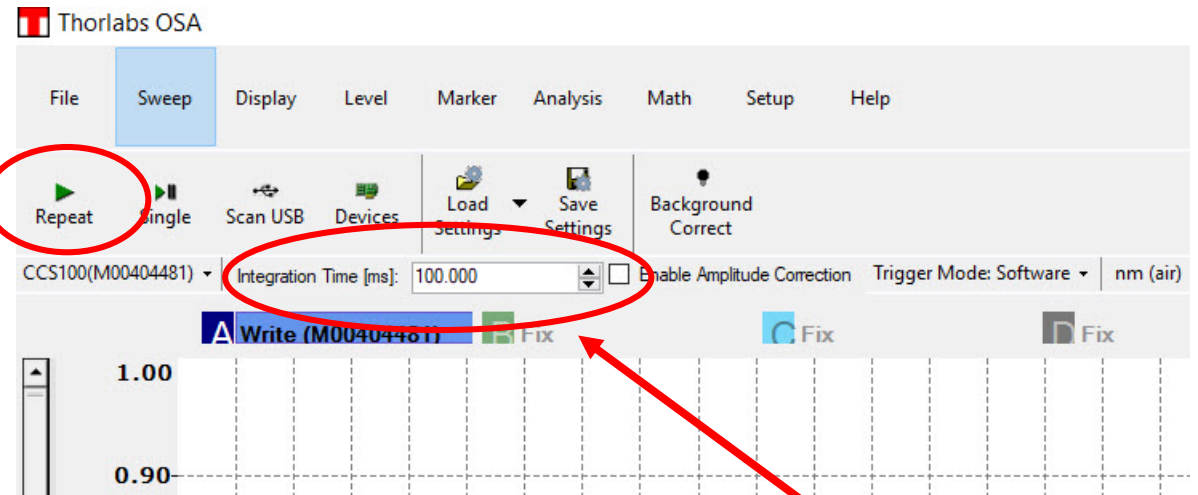 Thorlabs OSA
File Sweep Display Level Marker Analysis Math Setup Help
Repeat Single Scan USB Devices Load Settings Save Settings Background Correct
CCS100(M00404481) Integration Time [ms]: 100.000 Enable Amplitude Correction Trigger Mode: Software nm (air)
A Write (M00404481) B Fix C Fix D Fix
1.00
0.90